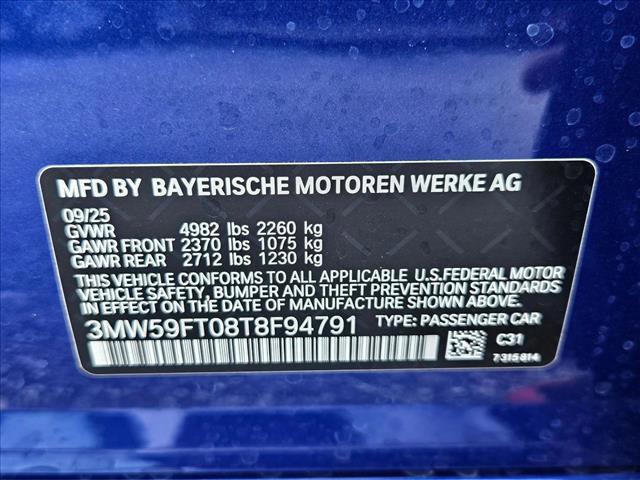 MFD BY BAYERISCHE MOTOREN WERKE AG
09/25
GVWR 4982 lbs 2260 kg
GAWR FRONT 2370 lbs 1075 kg
GAWR REAR 2712 lbs 1230 kg
THIS VEHICLE CONFORMS TO ALL APPLICABLE U.S.FEDERAL MOTOR
VEHICLE SAFETY, BUMPER AND THEFT PREVENTION STANDARDS
IN EFFECT ON THE DATE OF MANUFACTURE SHOWN ABOVE.
3MW59FT08T8F94791 TYPE: PASSENGER CAR
C31
7315814